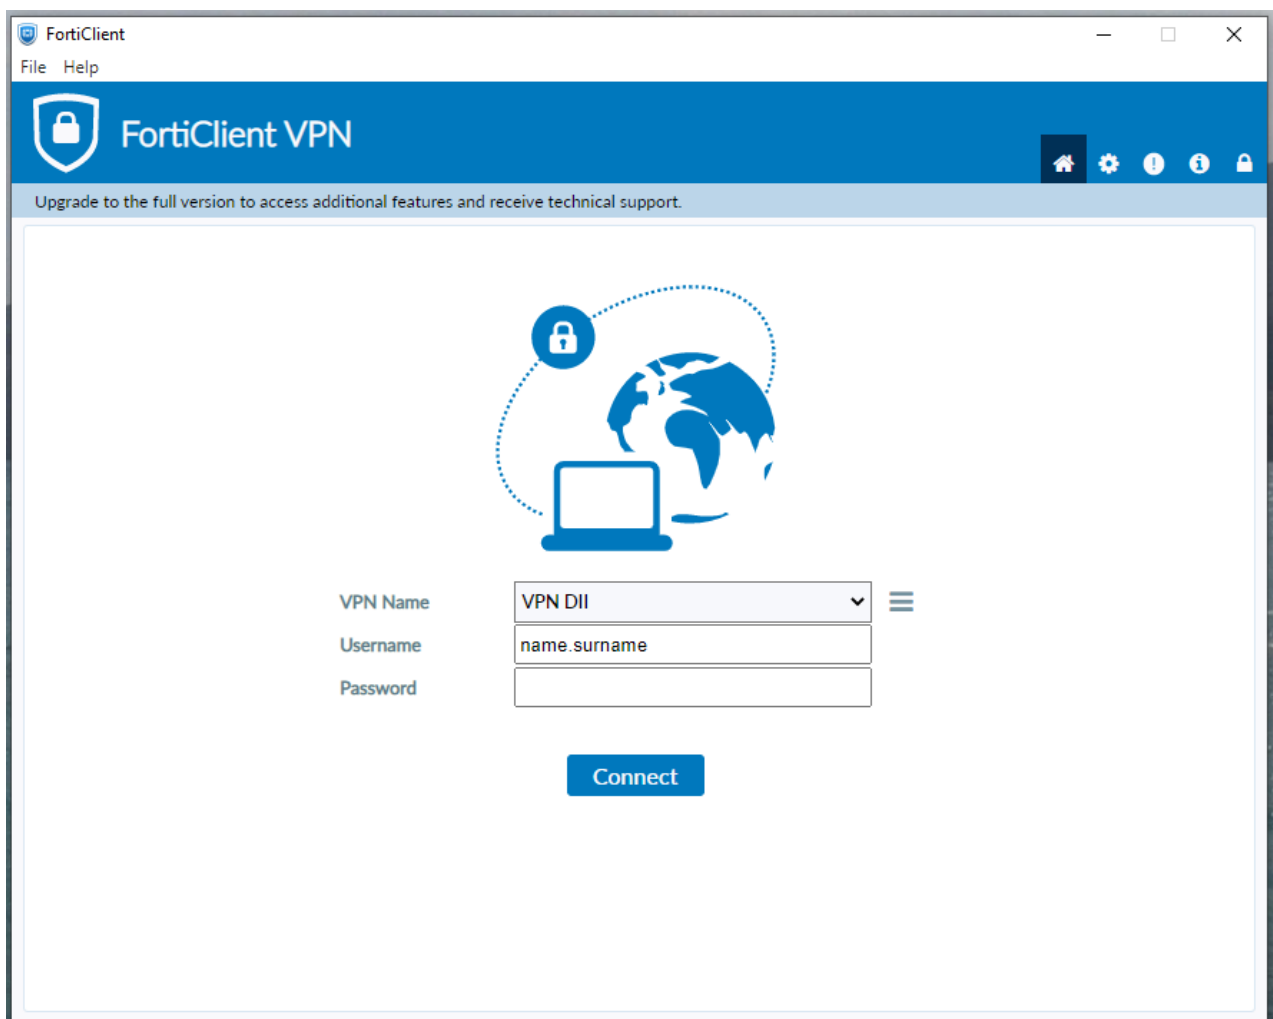 FortiClient
File Help
FortiClient VPN
Upgrade to the full version to access additional features and receive technical support.
VPN Name VPN DII
Username name.surname
Password
Connect